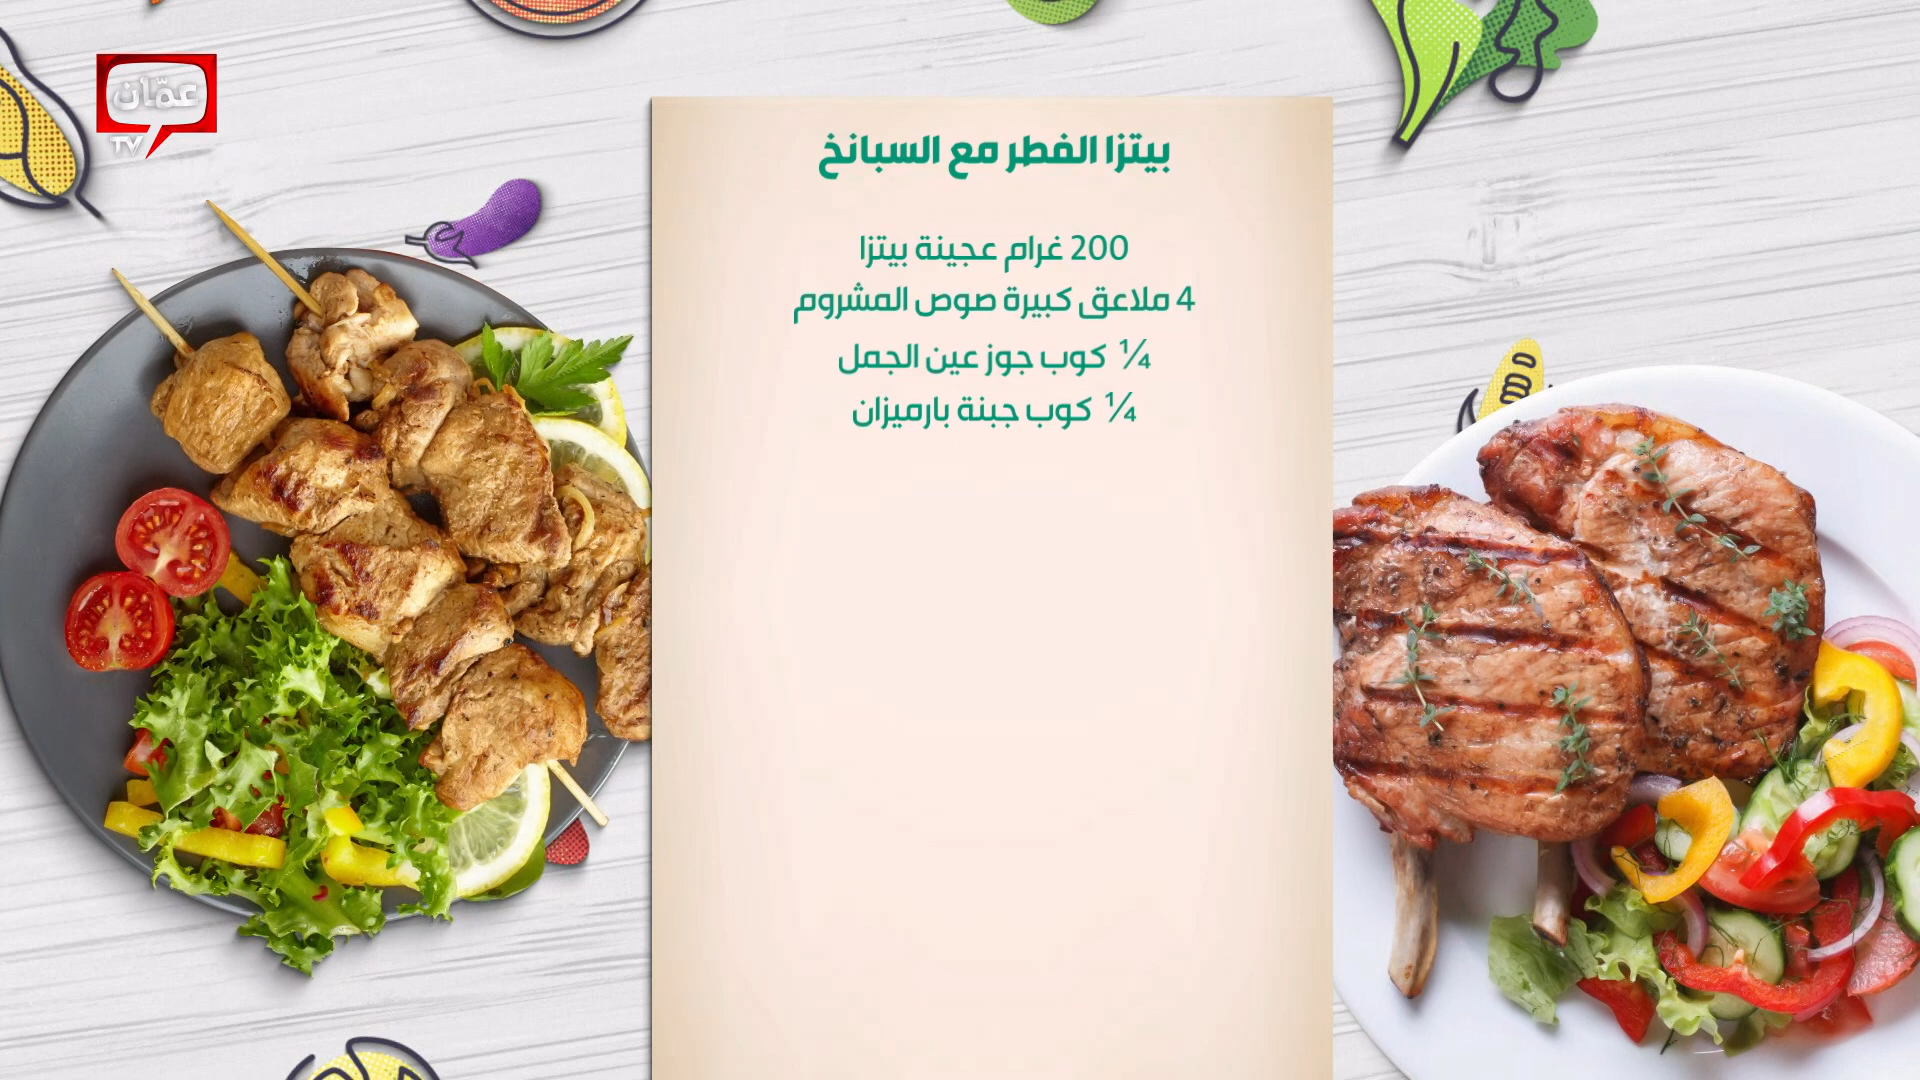 عمّان
TV
بيتزا الفطر مع السبانخ
200 غرام عجينة بيتزا
4 ملاعق كبيرة صوص المشروم
¼ كوب جوز عين الجمل
¼ كوب جبنة بارميزان